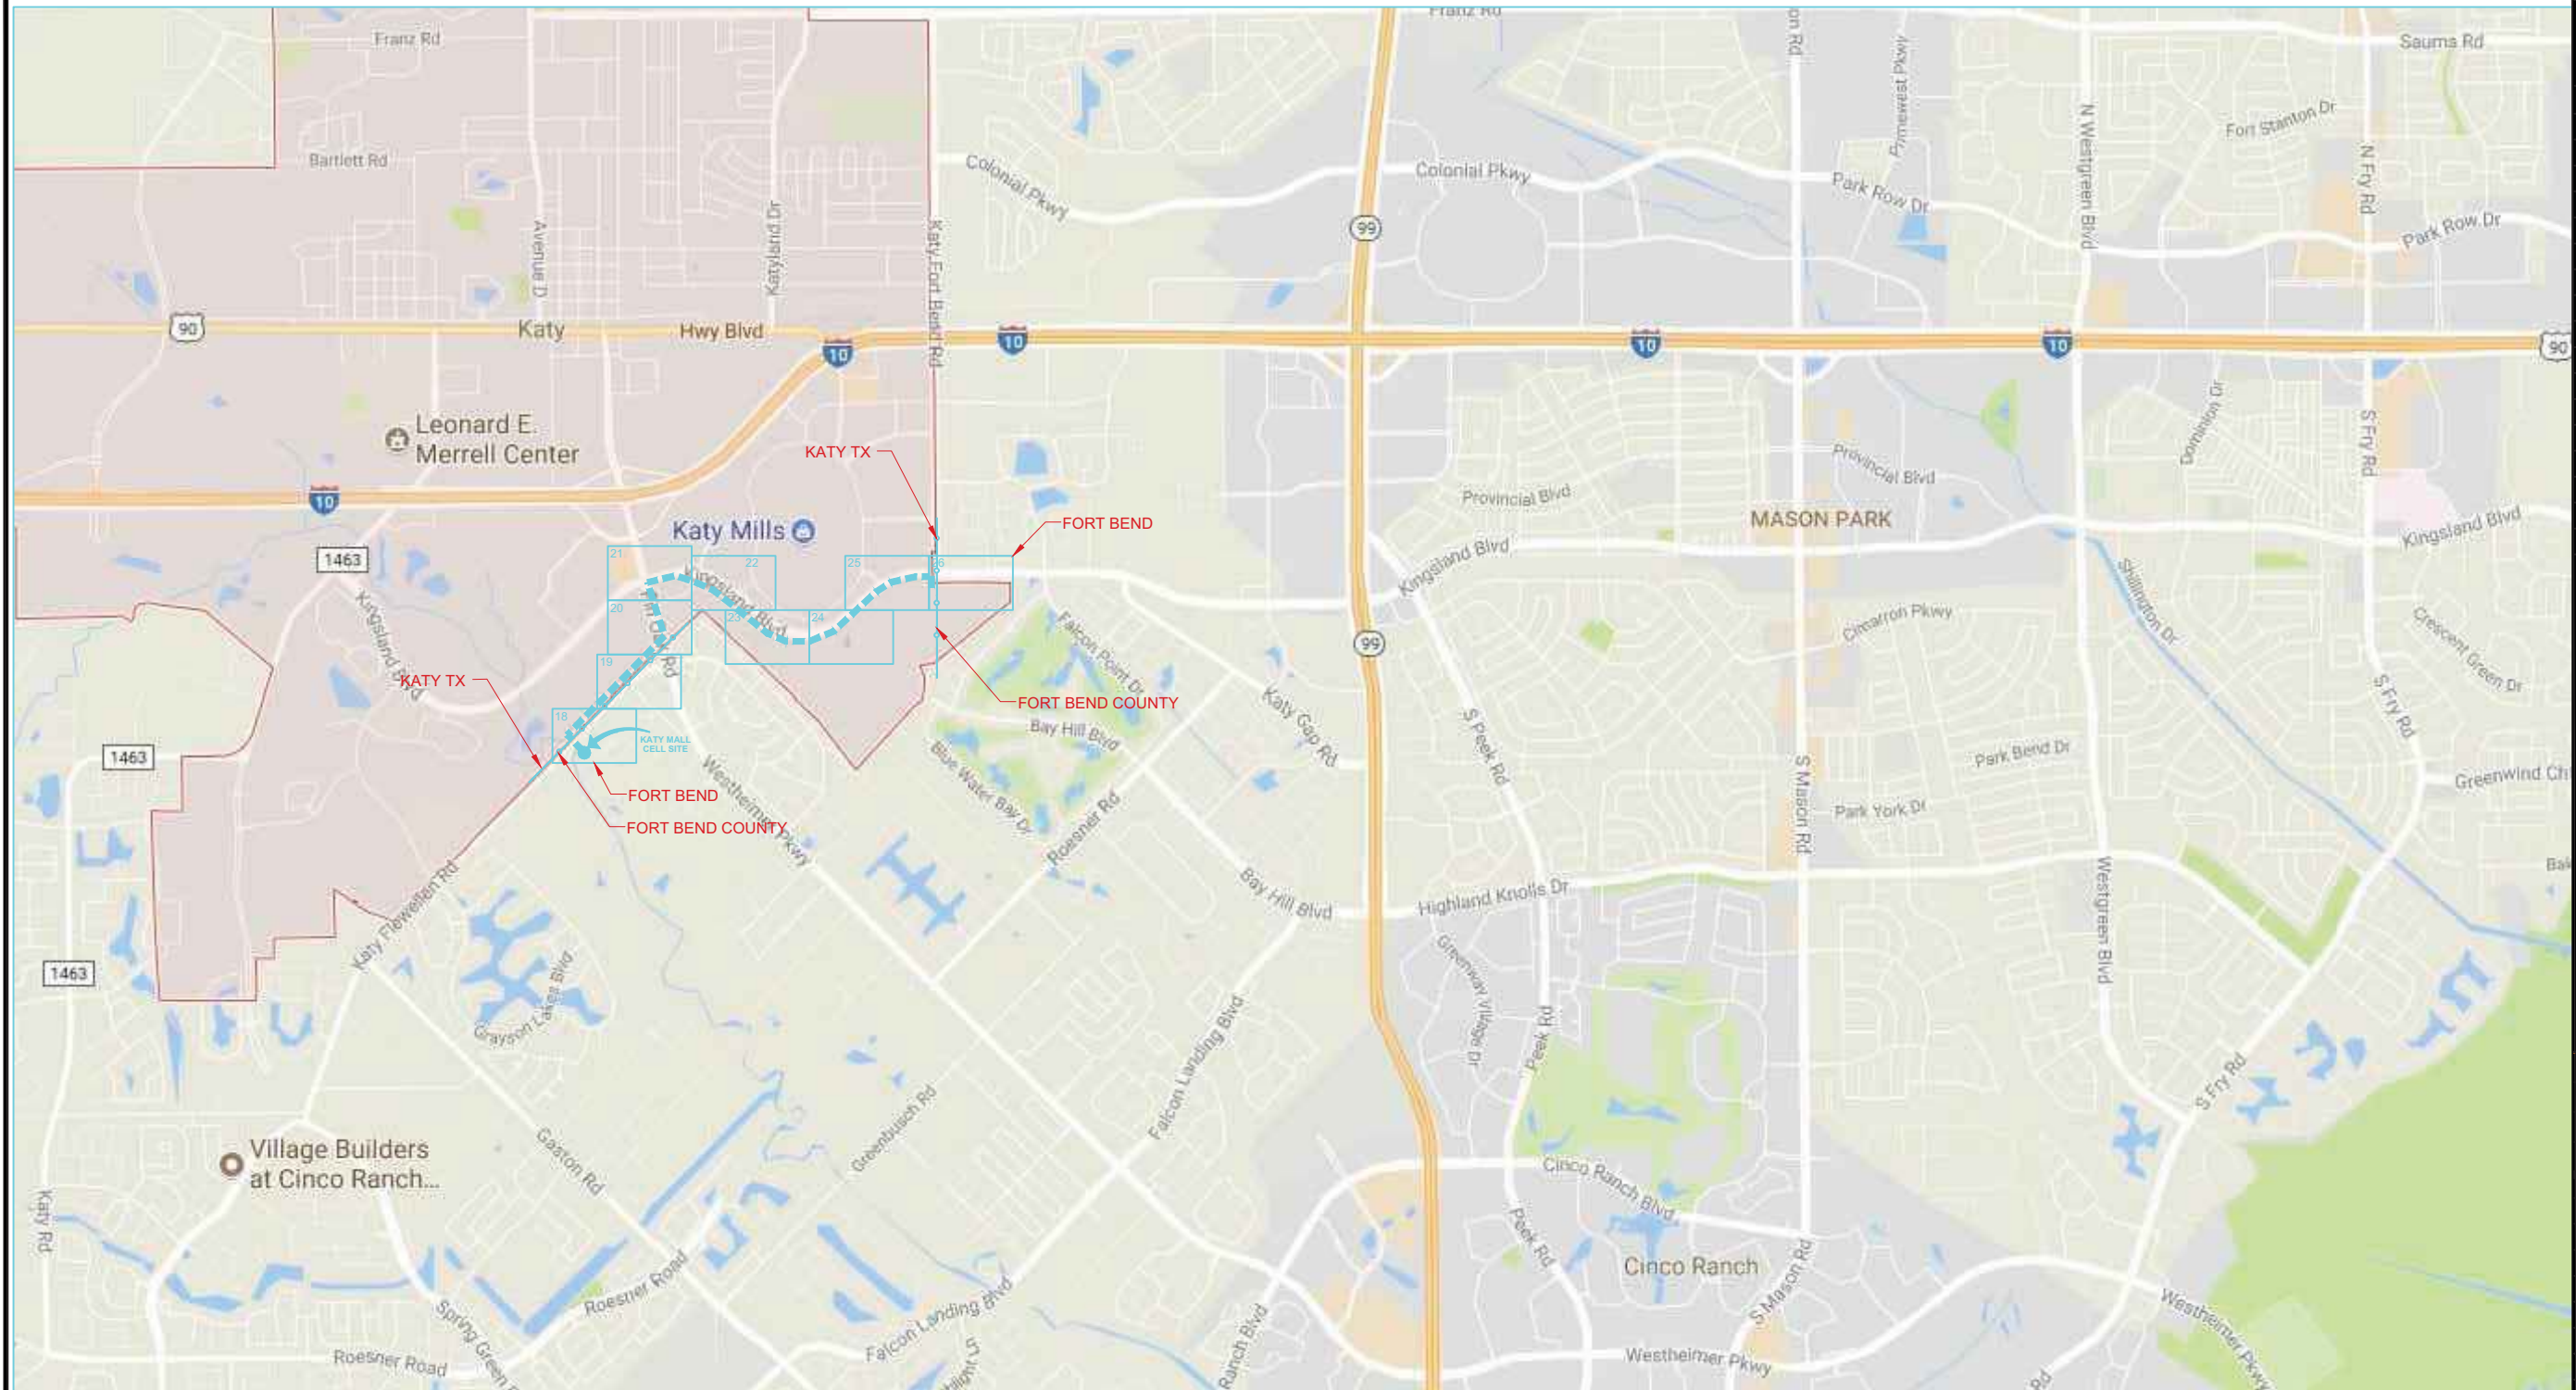 Franz Rd
Franz Rd
Saums Rd
Primewest Pkwy
N Westgreen Blvd
Fort Stanton Dr
N Fry Rd
Bartlett Rd
Colonial Pkwy
Colonial Pkwy
Park Row Dr
Park Row Dr
Avenue D
Katyland Dr
Katy Fort Bend Rd
99
90
Katy
Hwy Blvd
10
10
10
10
90
Leonard E.
Merrell Center
KATY TX
Dominion Dr
S Fry Rd
Provincial Blvd
Provincial Blvd
10
Katy Mills
FORT BEND
MASON PARK
Kingsland Blvd
Kingsland Blvd
1463
21
22
25
Kingsland Blvd
Kingsland Blvd
20
23
24
Shillington Dr
Cimarron Pkwy
Crescent Green Dr
Falcon Point Dr
99
19
KATY TX
FORT BEND COUNTY
Katy Gap Rd
S Peek Rd
S Fry Rd
18
KATY MALL
CELL SITE
Bay Hill Blvd
Blue Water Bay Dr
1463
Westheimer Pkwy
S Mason Rd
Park Bend Dr
Park York Dr
FORT BEND
FORT BEND COUNTY
Roesner Rd
Katy Flewellen Rd
Bay Hill Blvd
Highland Knolls Dr
Westgreen Blvd
1463
Greenway Village Dr
Grayson Lakes Blvd
Falcon Landing Blvd
Peek Rd
S Fry Rd
Greenbusch Rd
Gaston Rd
Village Builders
at Cinco Ranch...
Katy Rd
Cinco Ranch Blvd
Peek Rd
Cinco Ranch
S Mason Rd
Roesner Road
Spring Green
Falcon Landing Blvd
Ranch Blvd
Roesner Road
Westheimer Pkwy
Westheimer Pkwy
Rd